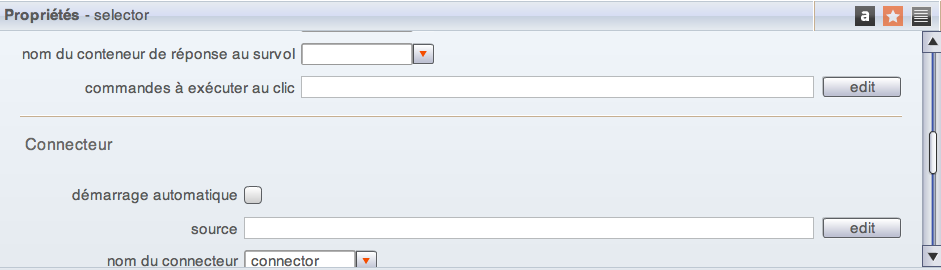 Propriétés - selector
a
nom du conteneur de réponse au survol
commandes à exécuter au clic
edit
Connecteur
démarrage automatique
source
edit
nom du connecteur
connector